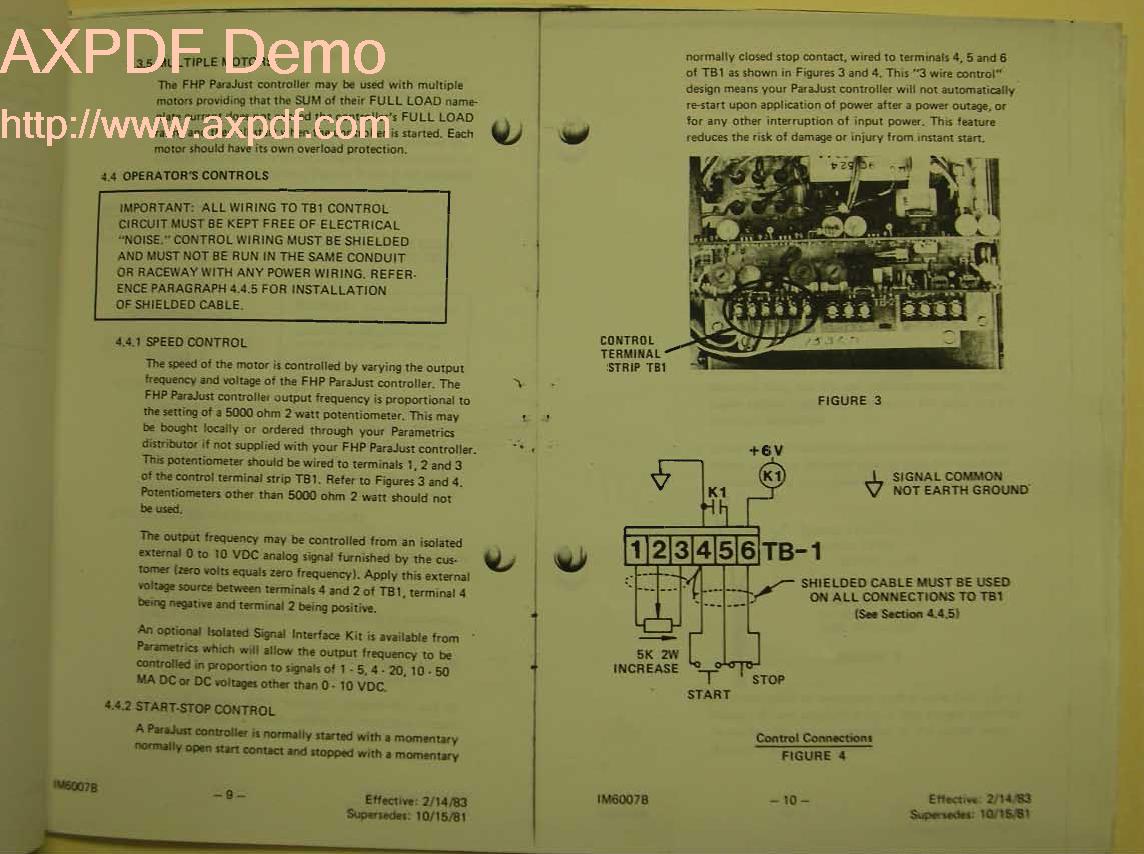 AXPDF Demo
http://www.axpdf.com
3.5 MULTIPLE MOTORS
The FHP ParaJust controller may be used with multiple
motors providing that the SUM of their FULL LOAD name-
plate current does not exceed the controller's FULL LOAD
is started. Each
motor should have its own overload protection.
4.4 OPERATOR'S CONTROLS
IMPORTANT: ALL WIRING TO TB1 CONTROL
CIRCUIT MUST BE KEPT FREE OF ELECTRICAL
"NOISE." CONTROL WIRING MUST BE SHIELDED
AND MUST NOT BE RUN IN THE SAME CONDUIT
OR RACEWAY WITH ANY POWER WIRING. REFER-
ENCE PARAGRAPH 4.4.5 FOR INSTALLATION
OF SHIELDED CABLE.
4.4.1 SPEED CONTROL
The speed of the motor is controlled by varying the output
frequency and voltage of the FHP ParaJust controller. The
FHP ParaJust controller output frequency is proportional to
the setting of a 5000 ohm 2 watt potentiometer. This may
be bought locally or ordered through your Parametrics
distributor if not supplied with your FHP ParaJust controller.
This potentiometer should be wired to terminals 1, 2 and 3
of the control terminal strip TB1. Refer to Figures 3 and 4.
Potentiometers other than 5000 ohm 2 watt should not
be used.
The output frequency may be controlled from an isolated
external 0 to 10 VDC analog signal furnished by the cus-
tomer (zero volts equals zero frequency). Apply this external
voltage source between terminals 4 and 2 of TB1, terminal 4
being negative and terminal 2 being positive.
An optional Isolated Signal Interface Kit is available from
Parametrics which will allow the output frequency to be
controlled in proportion to signals of 1 - 5, 4 - 20, 10 - 50
MA DC or DC voltages other than 0 - 10 VDC.
4.4.2 START-STOP CONTROL
A ParaJust controller is normally started with a momentary
normally open start contact and stopped with a momentary
IM6007B
- 9 -
Effective: 2/14/83
Supersedes: 10/15/81
normally closed stop contact, wired to terminals 4, 5 and 6
of TB1 as shown in Figures 3 and 4. This "3 wire control"
design means your ParaJust controller will not automatically
re-start upon application of power after a power outage, or
for any other interruption of input power. This feature
reduces the risk of damage or injury from instant start.
CONTROL
TERMINAL
STRIP TB1
FIGURE 3
+6V
K1
K1
SIGNAL COMMON
NOT EARTH GROUND
1 2 3 4 5 6 TB-1
SHIELDED CABLE MUST BE USED
ON ALL CONNECTIONS TO TB1
(See Section 4.4.5)
5K 2W
INCREASE
STOP
START
Control Connections
FIGURE 4
IM6007B
- 10 -
Effective: 2/14/83
Supersedes: 10/15/81